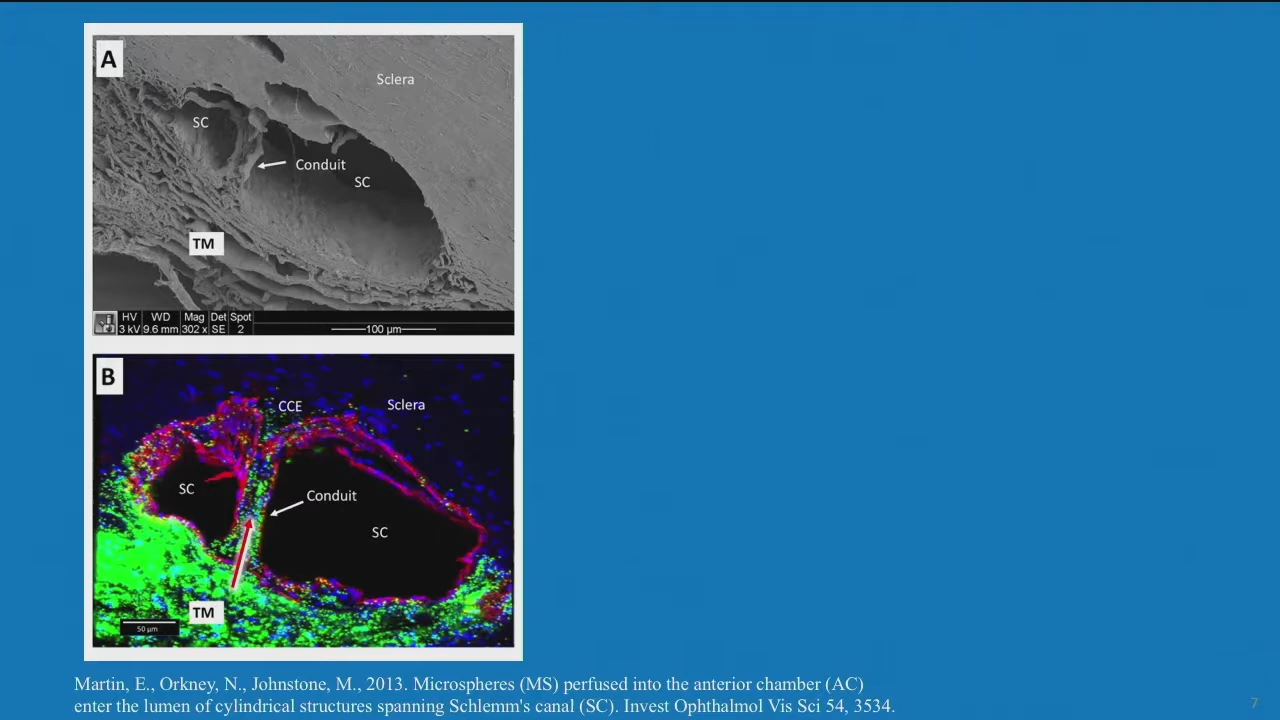 A
Sclera
SC
Conduit
SC
TM
HV WD Mag Det Spot
3 kV 9.6 mm 302 x SE 2 100 µm
B
CCE Sclera
SC
Conduit
SC
TM
50 µm
Martin, E., Orkney, N., Johnstone, M., 2013. Microspheres (MS) perfused into the anterior chamber (AC)
enter the lumen of cylindrical structures spanning Schlemm's canal (SC). Invest Ophthalmol Vis Sci 54, 3534.
7